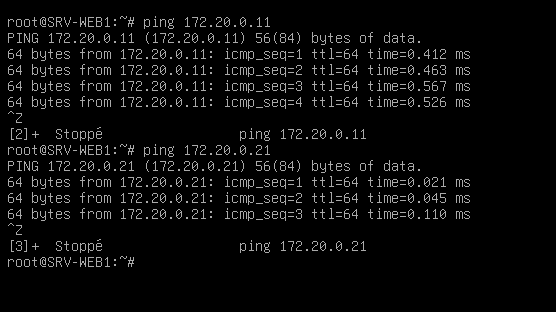 root@SRV-WEB1:~# ping 172.20.0.11
PING 172.20.0.11 (172.20.0.11) 56(84) bytes of data.
64 bytes from 172.20.0.11: icmp_seq=1 ttl=64 time=0.412 ms
64 bytes from 172.20.0.11: icmp_seq=2 ttl=64 time=0.463 ms
64 bytes from 172.20.0.11: icmp_seq=3 ttl=64 time=0.567 ms
64 bytes from 172.20.0.11: icmp_seq=4 ttl=64 time=0.526 ms
^Z
[2]+  Stoppé                 ping 172.20.0.11
root@SRV-WEB1:~# ping 172.20.0.21
PING 172.20.0.21 (172.20.0.21) 56(84) bytes of data.
64 bytes from 172.20.0.21: icmp_seq=1 ttl=64 time=0.021 ms
64 bytes from 172.20.0.21: icmp_seq=2 ttl=64 time=0.045 ms
64 bytes from 172.20.0.21: icmp_seq=3 ttl=64 time=0.110 ms
^Z
[3]+  Stoppé                 ping 172.20.0.21
root@SRV-WEB1:~#